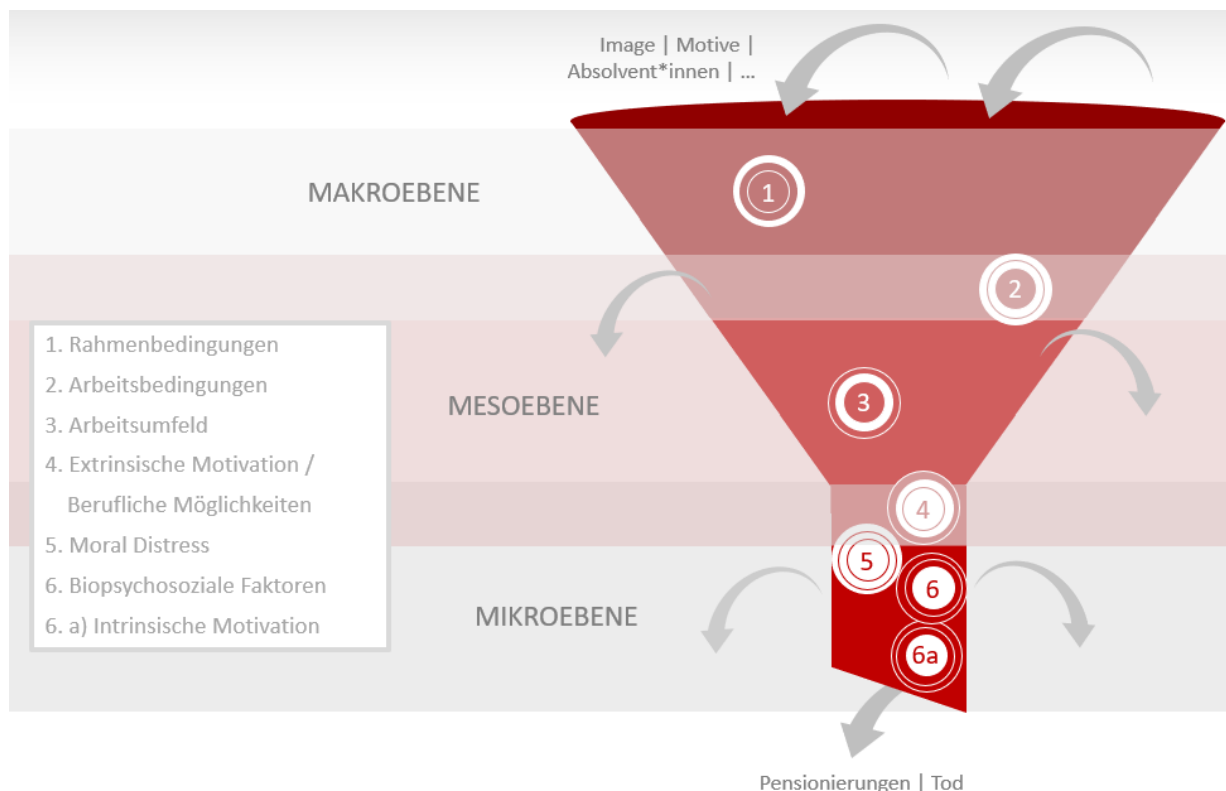 Image | Motive |
Absolvent*innen | ...
MAKROEBENE
1
2
1. Rahmenbedingungen
2. Arbeitsbedingungen
3. Arbeitsumfeld
4. Extrinsische Motivation /
Berufliche Möglichkeiten
5. Moral Distress
6. Biopsychosoziale Faktoren
6. a) Intrinsische Motivation
MESOEBENE
3
4
5
MIKROEBENE
6
6a
Pensionierungen | Tod